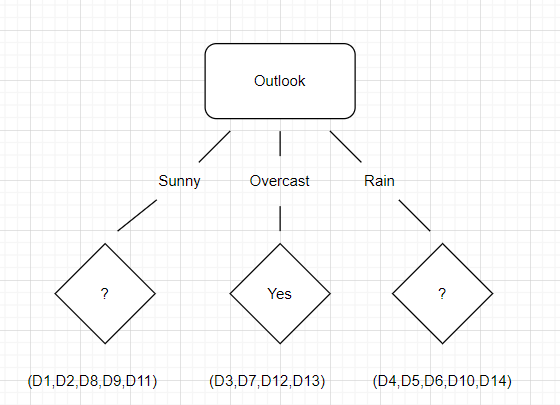 Outlook
Sunny Overcast Rain
? Yes ?
(D1,D2,D8,D9,D11) (D3,D7,D12,D13) (D4,D5,D6,D10,D14)